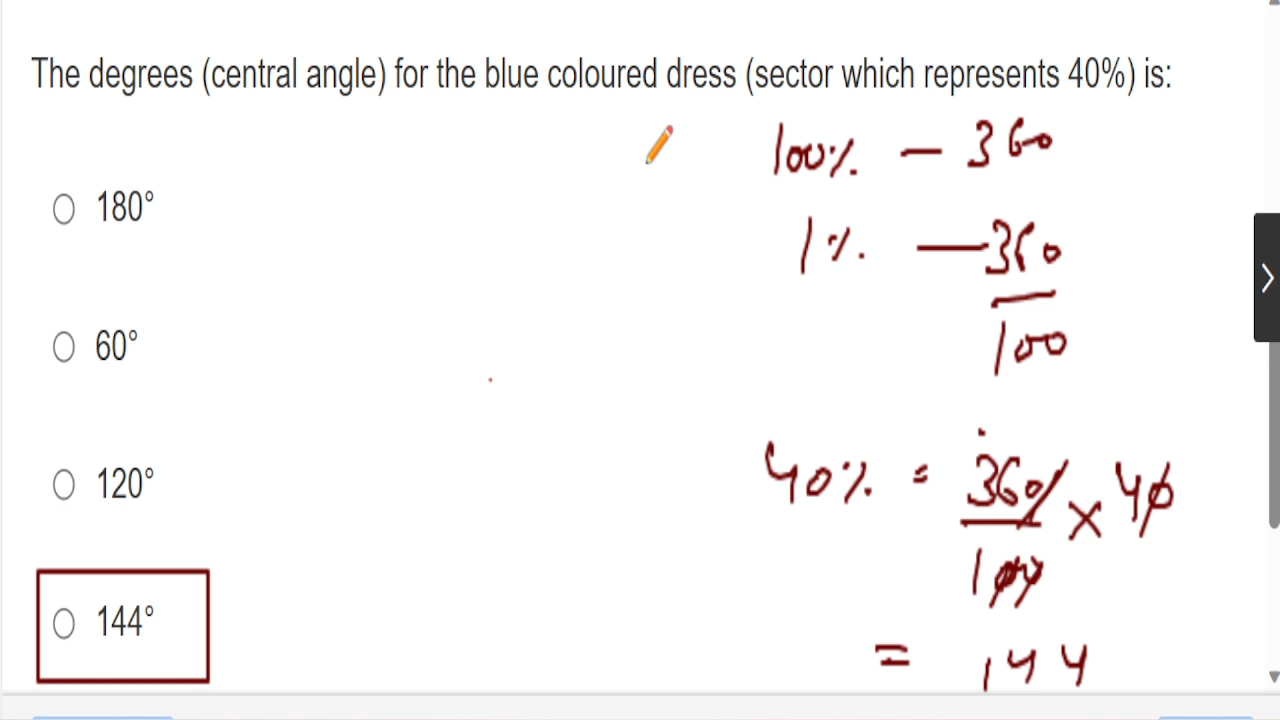 The degrees (central angle) for the blue coloured dress (sector which represents 40%) is:
100% — 360
180°
1% — 360
100
60°
40% = 360 × 40
120°
100
144°
= 144